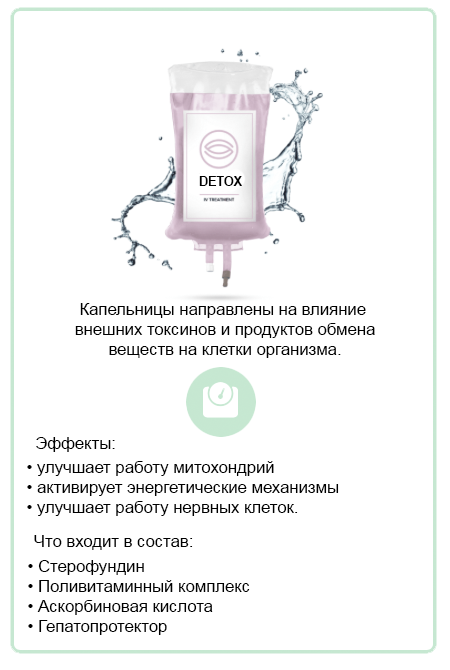 DETOX
IV TREATMENT
Капельницы направлены на влияние
внешних токсинов и продуктов обмена
веществ на клетки организма.
Эффекты:
• улучшает работу митохондрий
• активирует энергетические механизмы
• улучшает работу нервных клеток.
Что входит в состав:
• Стерофундин
• Поливитаминный комплекс
• Аскорбиновая кислота
• Гепатопротектор